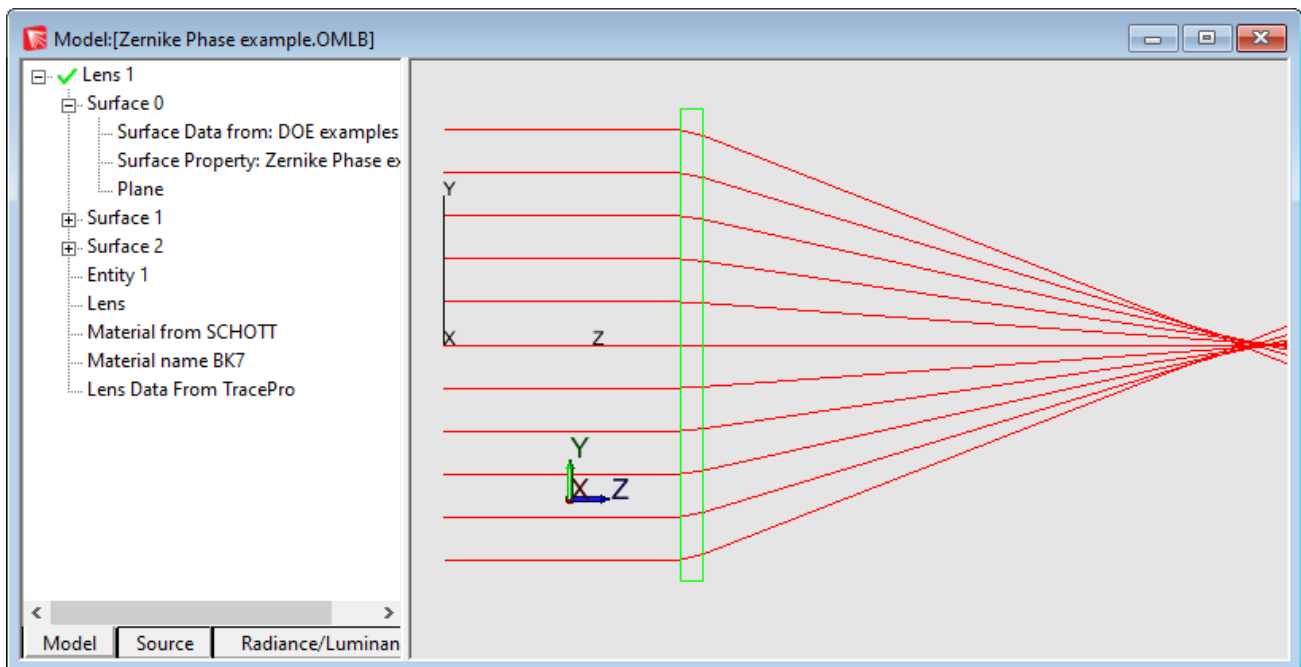 Model:[Zernike Phase example.OMLB]
Lens 1
Surface 0
Surface Data from: DOE examples
Surface Property: Zernike Phase ex
Plane
Surface 1
Surface 2
Entity 1
Lens
Material from SCHOTT
Material name BK7
Lens Data From TracePro
Model Source Radiance/Luminan
Y
X Z
Y
X Z